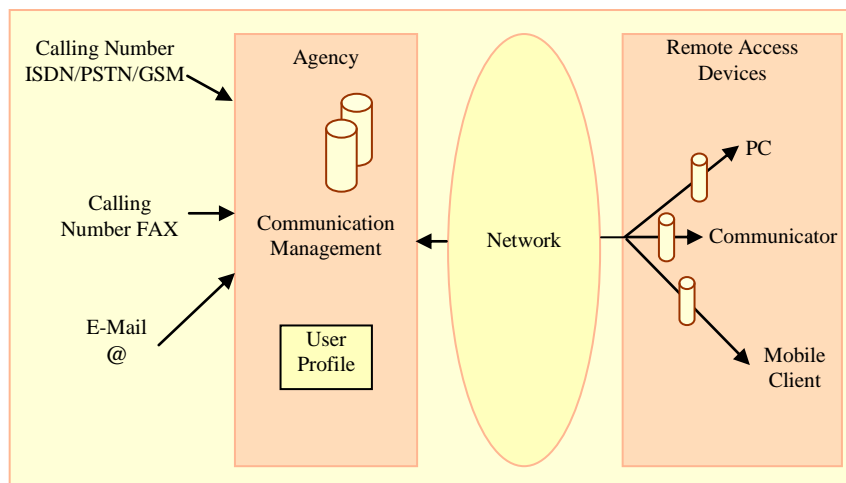 Calling Number
ISDN/PSTN/GSM
Calling
Number FAX
E-Mail
@
Agency
Communication
Management
User
Profile
Network
Remote Access
Devices
PC
Communicator
Mobile
Client